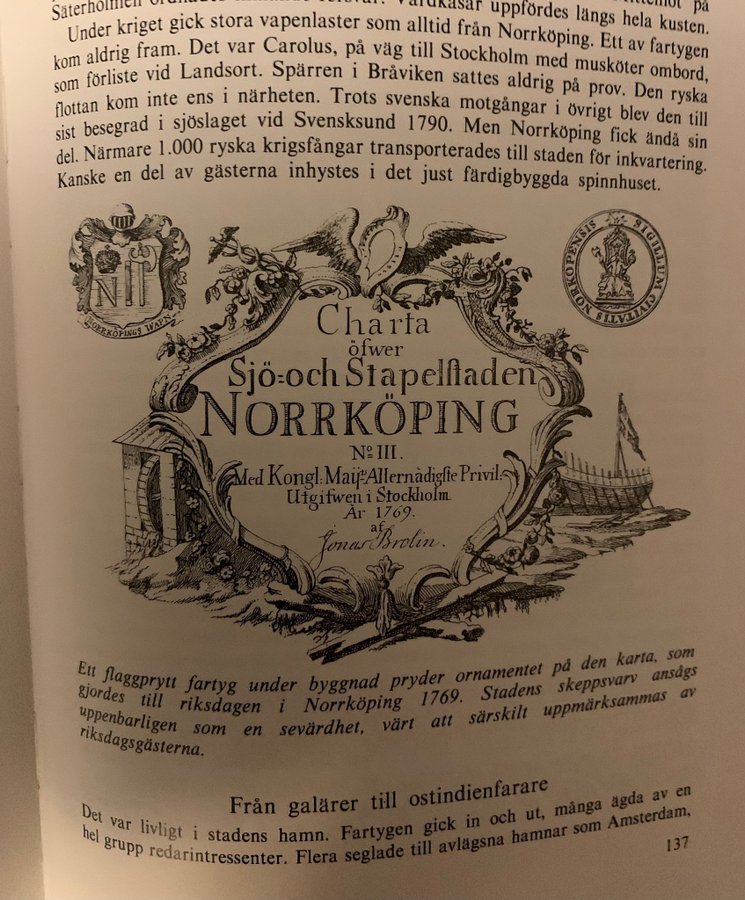 Säterholmen
kusten.
uppfördes längs hela
Under kriget gick stora vapenlaster som alltid från Norrköping. Ett av fartygen
kom aldrig fram. Det var Carolus, på väg till Stockholm med musköter ombord,
som förliste vid Landsort. Spärren i Bråviken sattes aldrig på prov. Den ryska
flottan kom inte ens i närheten. Trots svenska motgångar i övrigt blev den till
sist besegrad i sjöslaget vid Svensksund 1790. Men Norrköping fick ändå sin
del. Närmare 1.000 ryska krigsfångar transporterades till staden för inkvartering.
Kanske en del av gästerna inhystes i det just färdigbyggda spinnhuset.
N
NORRKÖPINGS WAPN
SIGILLUM CIVITATIS NORKOPENSIS
Charta
öfwer
Sjö=och Stapelstaden
NORRKÖPING
No III.
Med Kongl: Maijts Allernådigste Privil:
Utgifwen i Stockholm
År 1769.
af
Jonas Brolin.
Ett flaggprytt fartyg under byggnad pryder ornamentet på den karta, som
gjordes till riksdagen i Norrköping 1769. Stadens skeppsvarv ansågs
uppenbarligen som en sevärdhet, värt att särskilt uppmärksammas av
riksdagsgästerna.
Från galärer till ostindienfarare
Det var livligt i stadens hamn. Fartygen gick in och ut, många ägda av en
hel grupp redarintressenter. Flera seglade till avlägsna hamnar som Amsterdam,
137